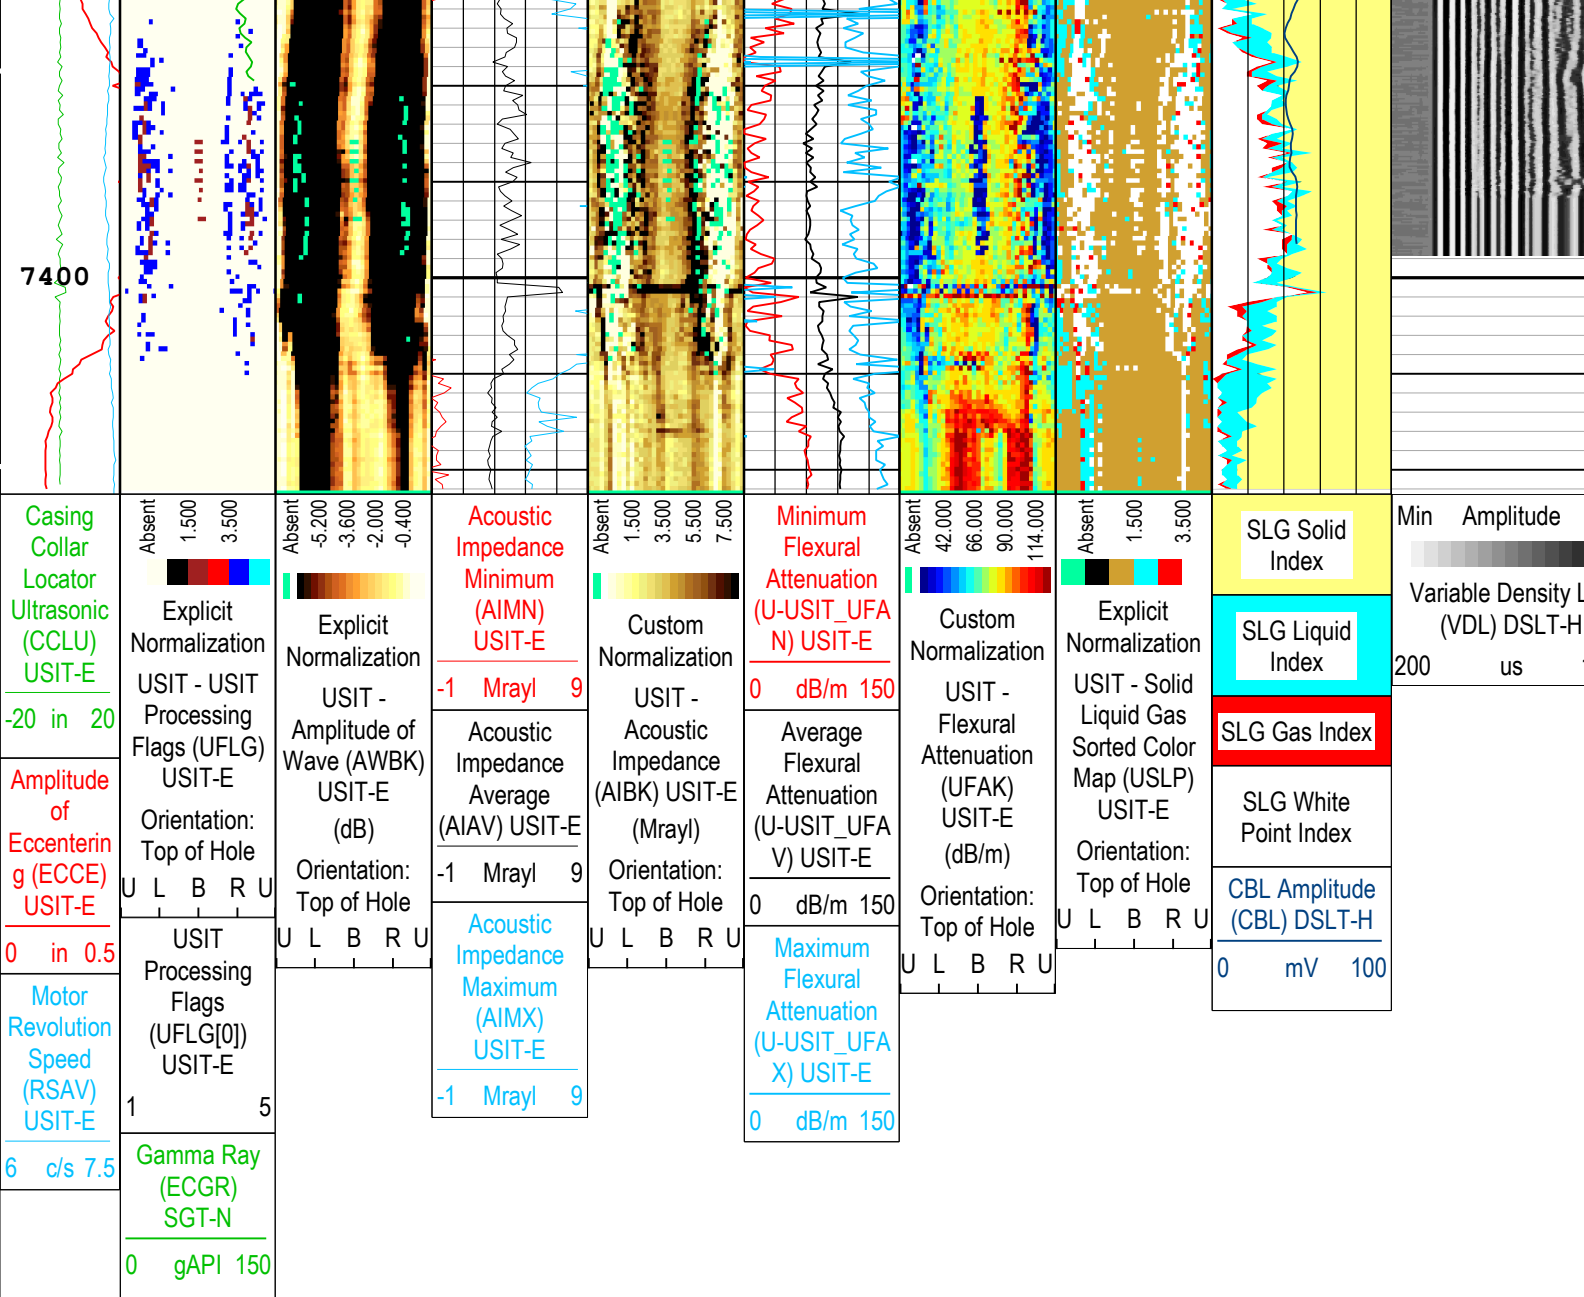 7400
Casing
Collar
Locator
Ultrasonic
(CCLU)
USIT-E
-20 in 20
Amplitude
of
Eccenterin
g (ECCE)
USIT-E
0 in 0.5
Motor
Revolution
Speed
(RSAV)
USIT-E
6 c/s 7.5
Absent 1.500 3.500
Explicit
Normalization
USIT - USIT
Processing
Flags (UFLG)
USIT-E
Orientation:
Top of Hole
U L B R U
USIT
Processing
Flags
(UFLG[0])
USIT-E
1 5
Gamma Ray
(ECGR)
SGT-N
0 gAPI 150
Absent -5.200 -3.600 -2.000 -0.400
Explicit
Normalization
USIT -
Amplitude of
Wave (AWBK)
USIT-E
(dB)
Orientation:
Top of Hole
U L B R U
Acoustic
Impedance
Minimum
(AIMN)
USIT-E
-1 Mrayl 9
Acoustic
Impedance
Average
(AIAV) USIT-E
-1 Mrayl 9
Acoustic
Impedance
Maximum
(AIMX)
USIT-E
-1 Mrayl 9
Absent 1.500 3.500 5.500 7.500
Custom
Normalization
USIT -
Acoustic
Impedance
(AIBK) USIT-E
(Mrayl)
Orientation:
Top of Hole
U L B R U
Minimum
Flexural
Attenuation
(U-USIT_UFA
N) USIT-E
0 dB/m 150
Average
Flexural
Attenuation
(U-USIT_UFA
V) USIT-E
0 dB/m 150
Maximum
Flexural
Attenuation
(U-USIT_UFA
X) USIT-E
0 dB/m 150
Absent 42.000 66.000 90.000 114.000
Custom
Normalization
USIT -
Flexural
Attenuation
(UFAK)
USIT-E
(dB/m)
Orientation:
Top of Hole
U L B R U
Absent 1.500 3.500
Explicit
Normalization
USIT - Solid
Liquid Gas
Sorted Color
Map (USLP)
USIT-E
Orientation:
Top of Hole
U L B R U
SLG Solid
Index
SLG Liquid
Index
SLG Gas Index
SLG White
Point Index
CBL Amplitude
(CBL) DSLT-H
0 mV 100
Min Amplitude
Variable Density L
(VDL) DSLT-H
200 us